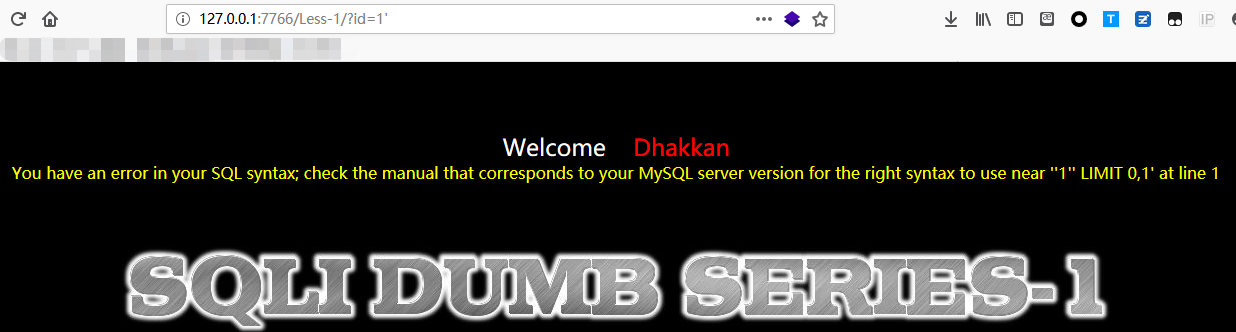 127.0.0.1:7766/Less-1/?id=1'
Welcome Dhakkan
You have an error in your SQL syntax; check the manual that corresponds to your MySQL server version for the right syntax to use near ''1'' LIMIT 0,1' at line 1
SQLI DUMB SERIES-1